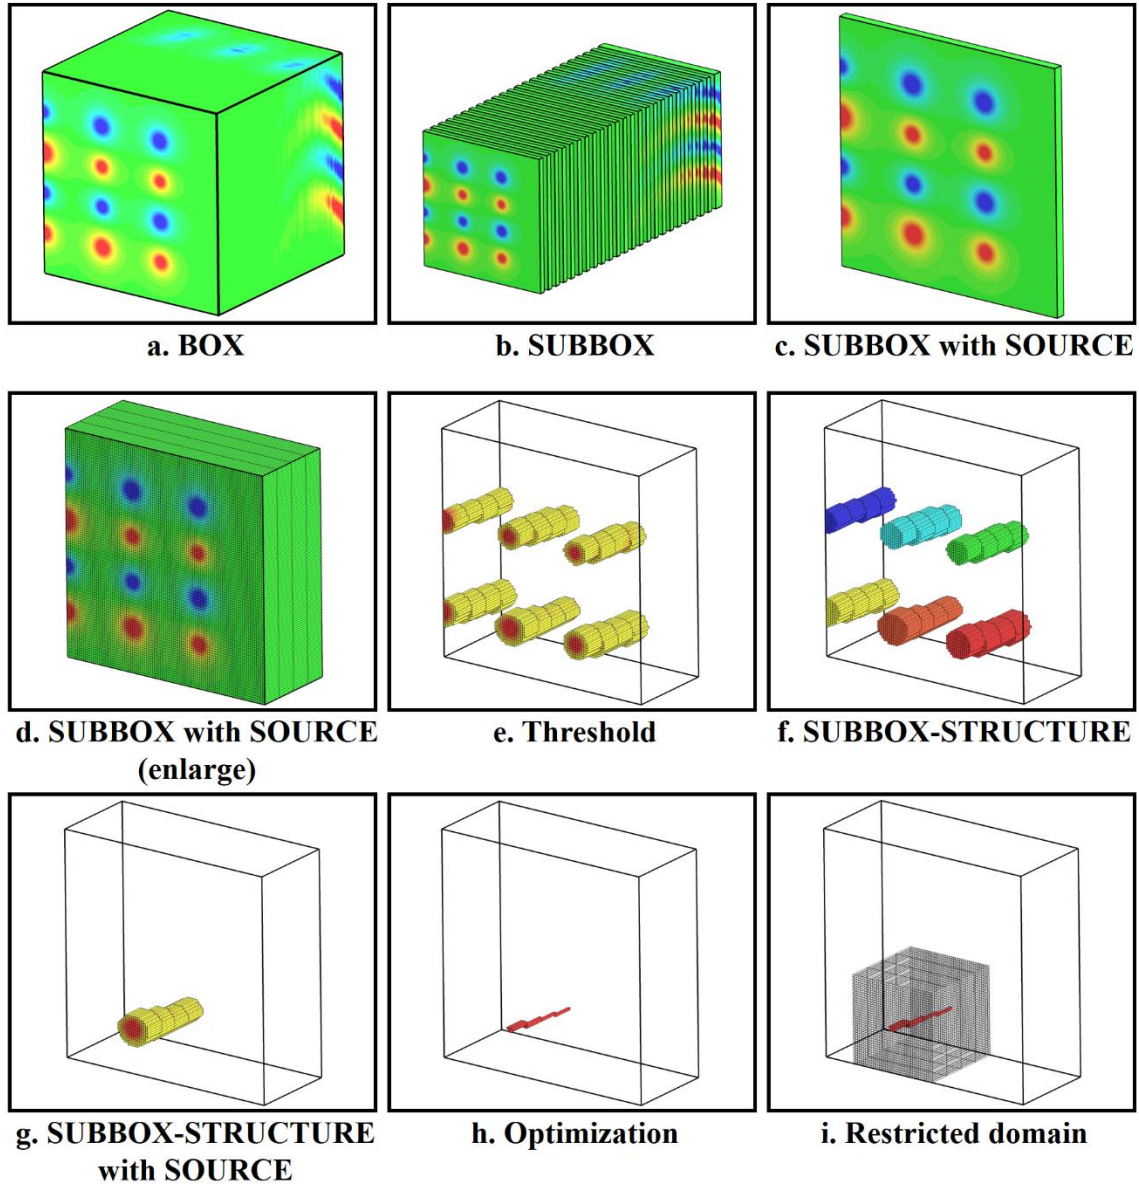 a. BOX
b. SUBBOX
c. SUBBOX with SOURCE
d. SUBBOX with SOURCE
(enlarge)
e. Threshold
f. SUBBOX-STRUCTURE
g. SUBBOX-STRUCTURE
with SOURCE
h. Optimization
i. Restricted domain